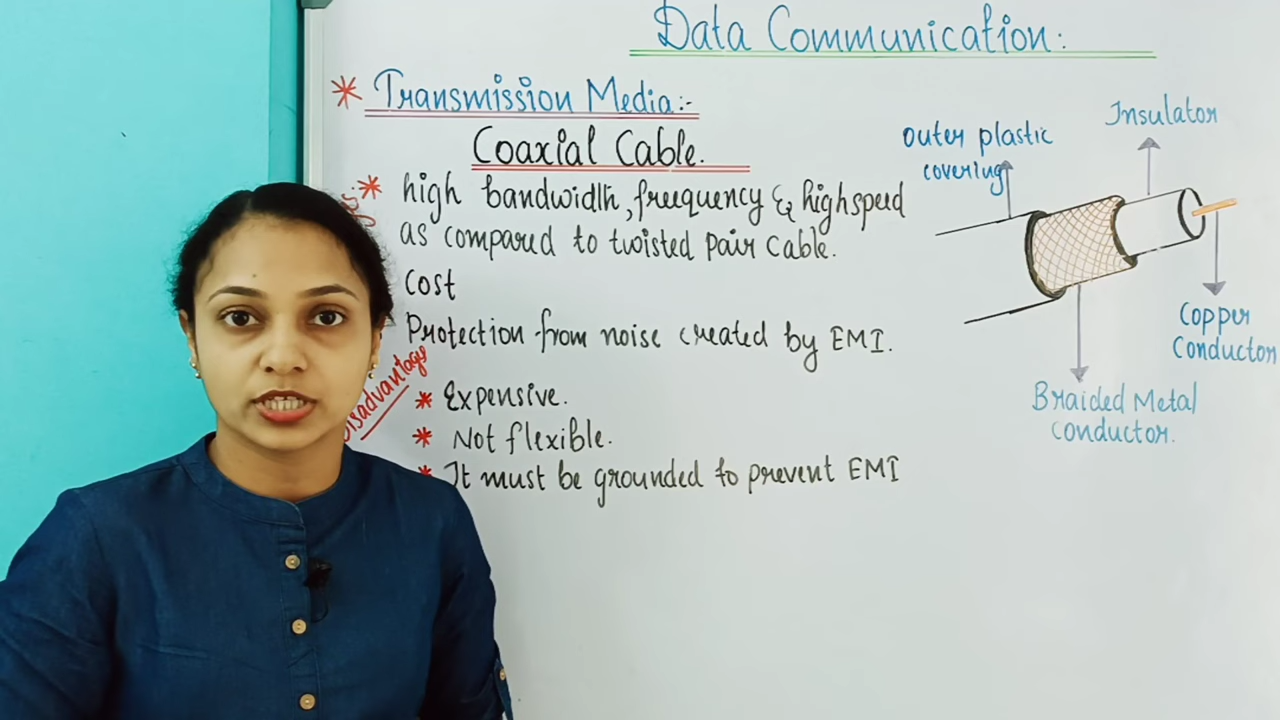 Data Communication:
* Transmission Media:-
Coaxial Cable.
* high bandwidth, frequency & highspeed
as compared to twisted pair cable.
Cost
Protection from noise created by EMI.
Disadvantage
* Expensive.
* Not flexible.
* It must be grounded to prevent EMI
outer plastic
covering
Insulator
Copper
Conductor
Braided Metal
conductor.